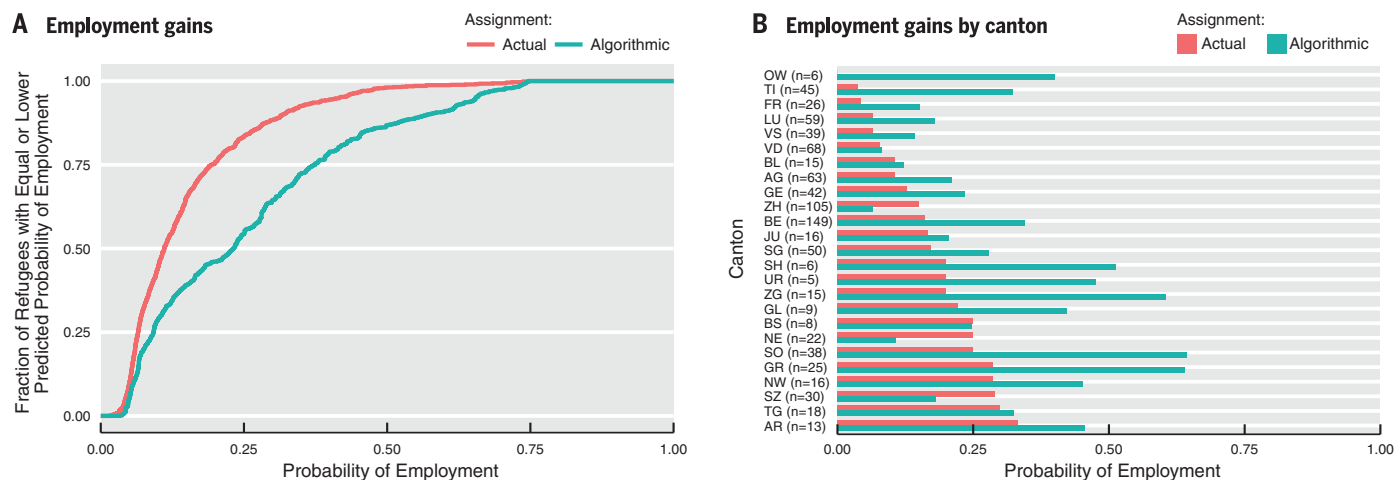 A Employment gains
Assignment:
Actual Algorithmic
Fraction of Refugees with Equal or Lower
Predicted Probability of Employment
1.00
0.75
0.50
0.25
0.00
0.00 0.25 0.50 0.75 1.00
Probability of Employment
B Employment gains by canton
Assignment:
Actual Algorithmic
Canton
OW (n=6)
TI (n=45)
FR (n=26)
LU (n=59)
VS (n=39)
VD (n=68)
BL (n=15)
AG (n=63)
GE (n=42)
ZH (n=105)
BE (n=149)
JU (n=16)
SG (n=50)
SH (n=6)
UR (n=5)
ZG (n=15)
GL (n=9)
BS (n=8)
NE (n=22)
SO (n=38)
GR (n=25)
NW (n=16)
SZ (n=30)
TG (n=18)
AR (n=13)
0.00 0.25 0.50 0.75 1.00
Probability of Employment